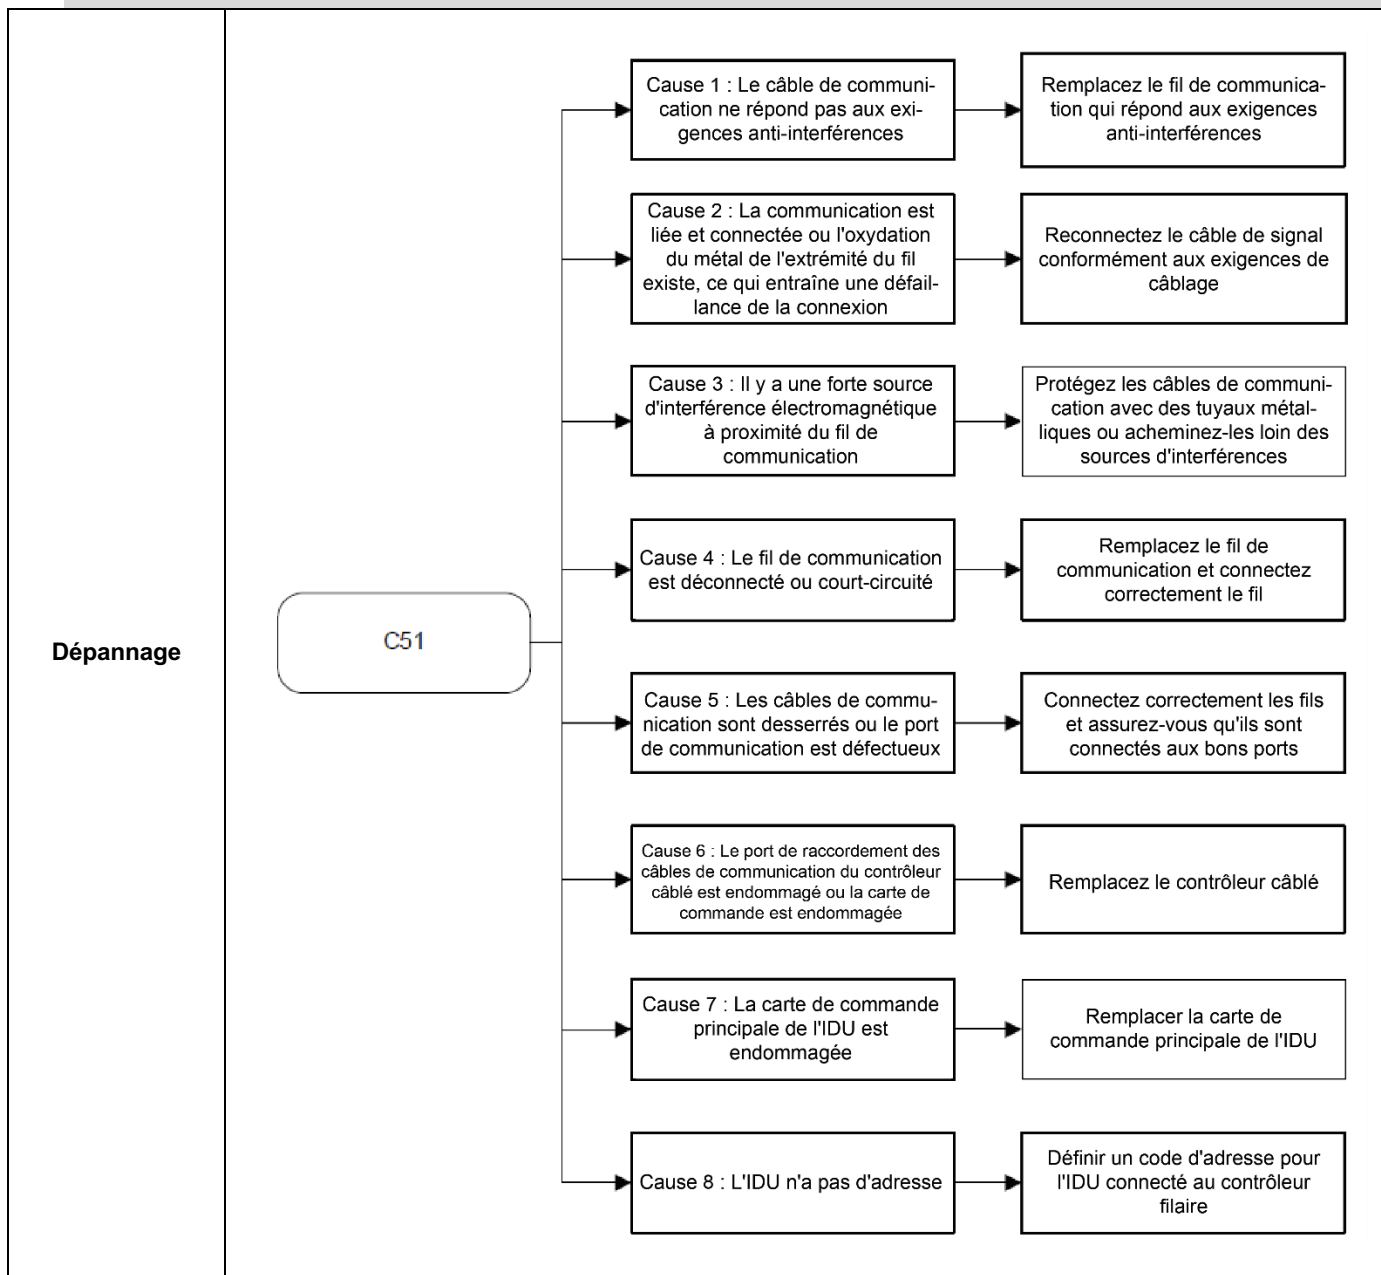 Dépannage
C51
Cause 1 : Le câble de communi-
cation ne répond pas aux exi-
gences anti-interférences
Remplacez le fil de communica-
tion qui répond aux exigences
anti-interférences
Cause 2 : La communication est
liée et connectée ou l'oxydation
du métal de l'extrémité du fil
existe, ce qui entraîne une défail-
lance de la connexion
Reconnectez le câble de signal
conformément aux exigences de
câblage
Cause 3 : Il y a une forte source
d'interférence électromagnétique
à proximité du fil de
communication
Protégez les câbles de communi-
cation avec des tuyaux métal-
liques ou acheminez-les loin des
sources d'interférences
Cause 4 : Le fil de communication
est déconnecté ou court-circuité
Remplacez le fil de
communication et connectez
correctement le fil
Cause 5 : Les câbles de commu-
nication sont desserrés ou le port
de communication est défectueux
Connectez correctement les fils
et assurez-vous qu'ils sont
connectés aux bons ports
Cause 6 : Le port de raccordement des
câbles de communication du contrôleur
câblé est endommagé ou la carte de
commande est endommagée
Remplacez le contrôleur câblé
Cause 7 : La carte de commande
principale de l'IDU est
endommagée
Remplacer la carte de
commande principale de l'IDU
Cause 8 : L'IDU n'a pas d'adresse
Définir un code d'adresse pour
l'IDU connecté au contrôleur
filaire